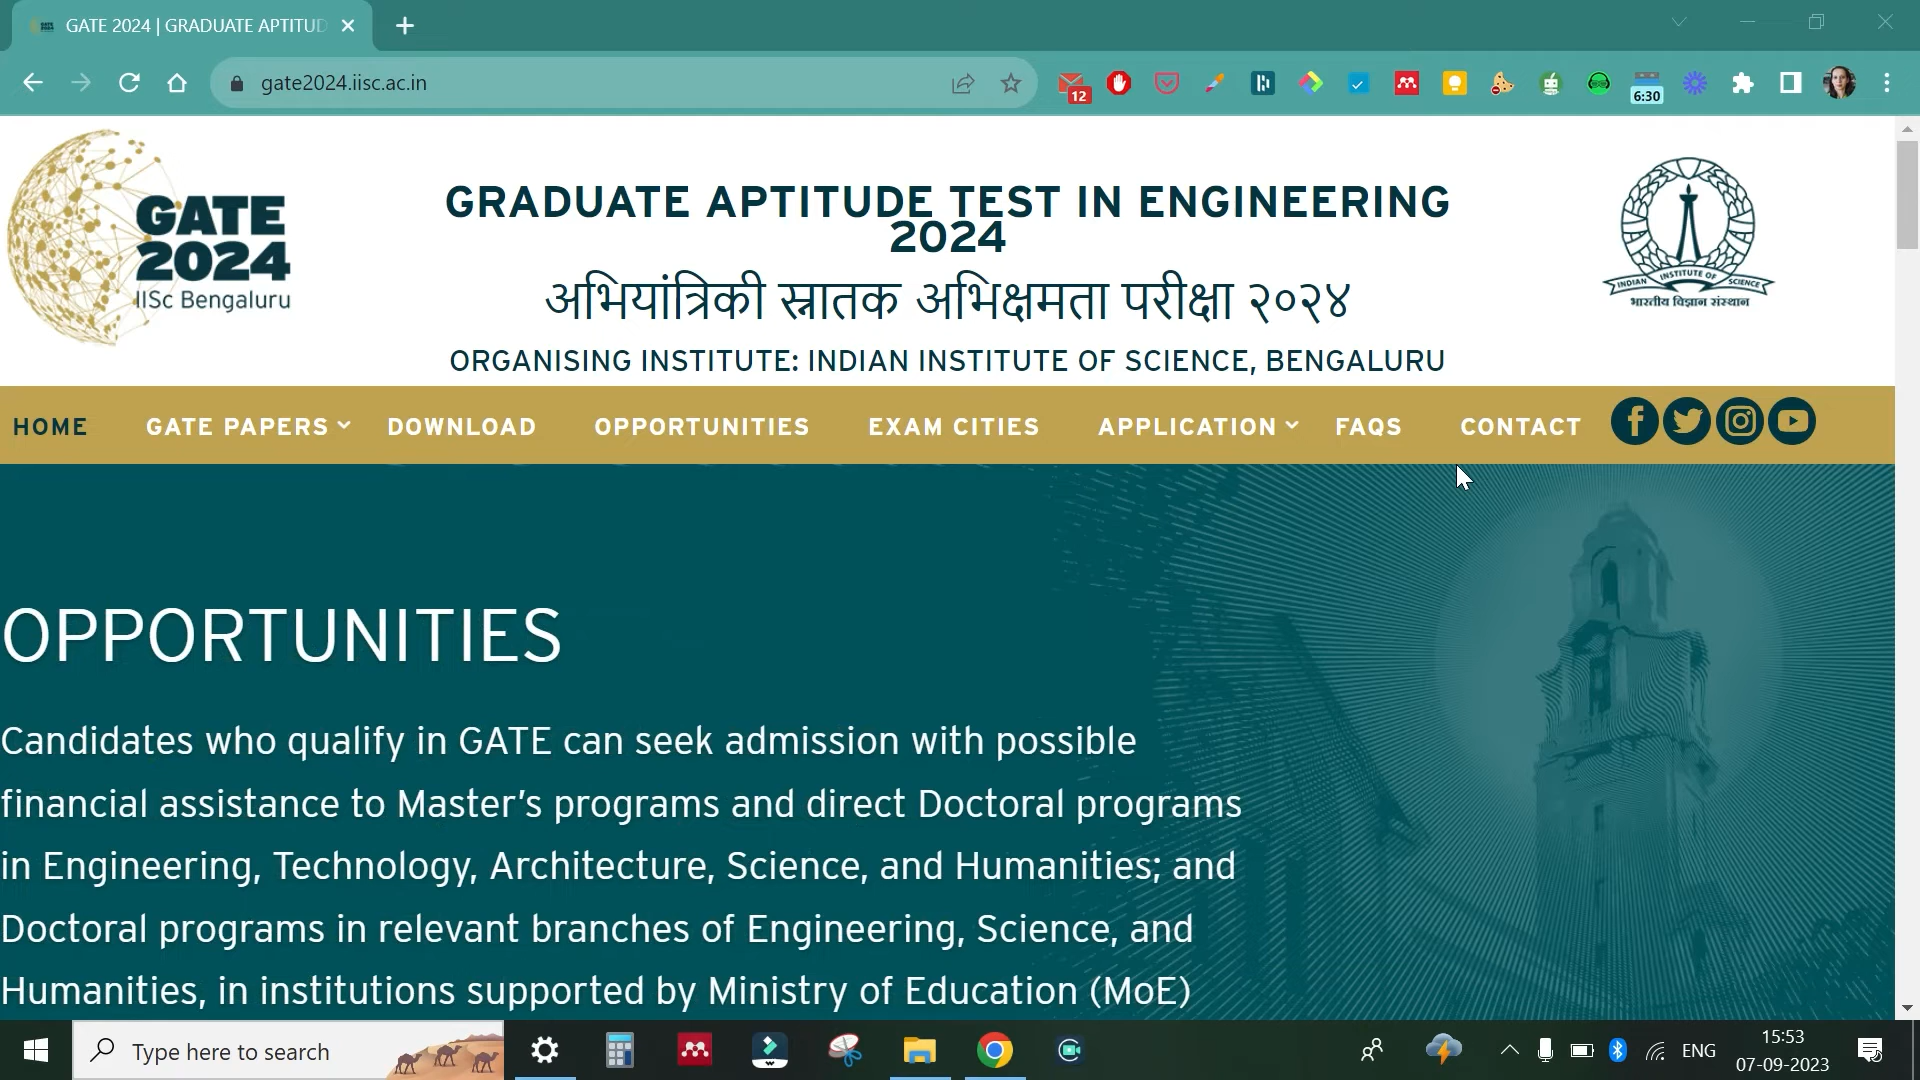 GATE 2024 | GRADUATE APTITUD
gate2024.iisc.ac.in
12
6:30
GATE
2024
IISc Bengaluru
GRADUATE APTITUDE TEST IN ENGINEERING
2024
अभियांत्रिकी स्नातक अभिक्षमता परीक्षा २०२४
ORGANISING INSTITUTE: INDIAN INSTITUTE OF SCIENCE, BENGALURU
INSTITUTE OF
INDIAN SCIENCE
भारतीय विज्ञान संस्थान
HOME GATE PAPERS DOWNLOAD OPPORTUNITIES EXAM CITIES APPLICATION FAQS CONTACT
OPPORTUNITIES
Candidates who qualify in GATE can seek admission with possible
financial assistance to Master’s programs and direct Doctoral programs
in Engineering, Technology, Architecture, Science, and Humanities; and
Doctoral programs in relevant branches of Engineering, Science, and
Humanities, in institutions supported by Ministry of Education (MoE)
Type here to search
ENG
15:53
07-09-2023